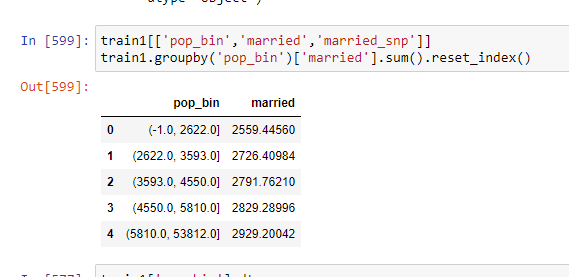 In [599]: train1[['pop_bin','married','married_snp']]
train1.groupby('pop_bin')['married'].sum().reset_index()
Out[599]:
pop_bin married
0 (-1.0, 2622.0] 2559.44560
1 (2622.0, 3593.0] 2726.40984
2 (3593.0, 4550.0] 2791.76210
3 (4550.0, 5810.0] 2829.28996
4 (5810.0, 53812.0] 2929.20042